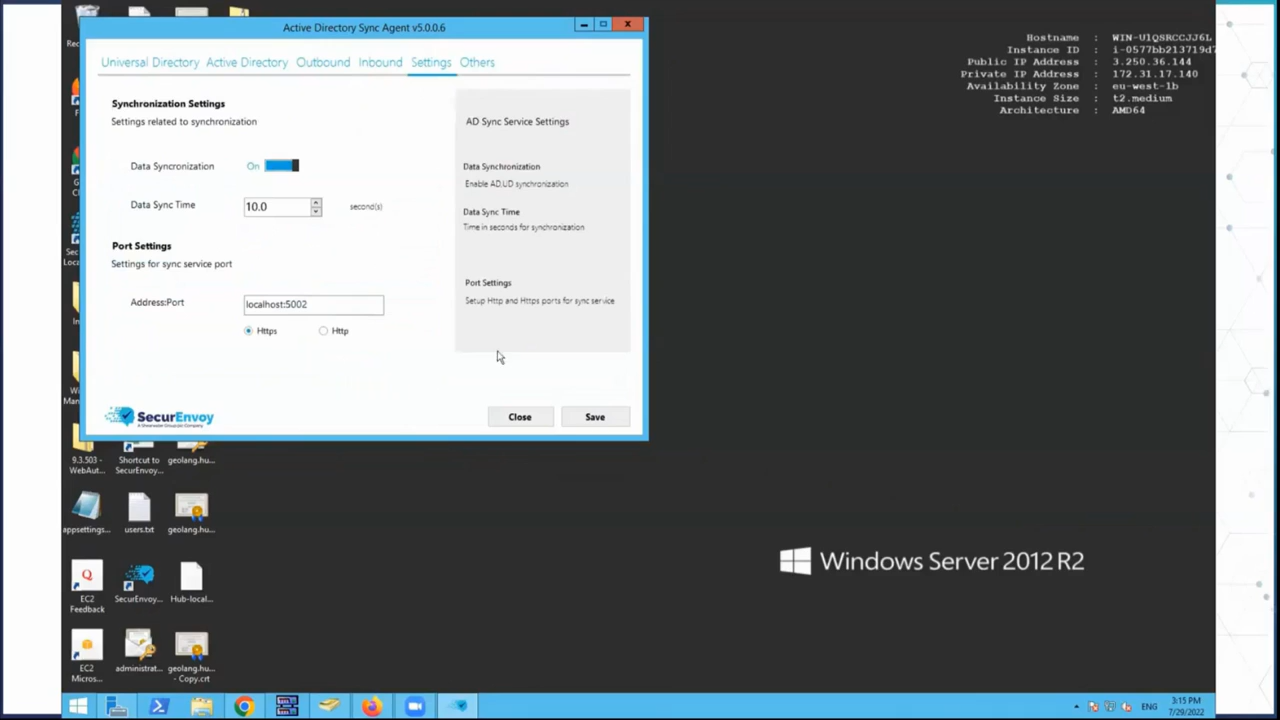 Active Directory Sync Agent v5.0.0.6
Universal Directory
Active Directory
Outbound
Inbound
Settings
Others
Synchronization Settings
Settings related to synchronization
Data Syncronization
On
Data Sync Time
10.0
second(s)
Port Settings
Settings for sync service port
Address:Port
localhost:5002
Https
Http
AD Sync Service Settings
Data Synchronization
Enable AD,UD synchronization
Data Sync Time
Time in seconds for synchronization
Port Settings
Setup Http and Https ports for sync service
SecurEnvoy
Close
Save
Hostname : WIN-U1QSRCCJJ6L
Instance ID : i-0577bb213719d7
Public IP Address : 3.250.36.144
Private IP Address : 172.31.17.140
Availability Zone : eu-west-1b
Instance Size : t2.medium
Architecture : AMD64
9.3.503 -
WebAut...
Shortcut to
SecurEnvoy...
geolang.hu...
appsettings...
users.txt
geolang.hu...
EC2
Feedback
SecurEnvoy...
Hub-local...
EC2
Micros...
administrat...
geolang.hu...
- Copy.crt
Windows Server 2012 R2
ENG
3:15 PM
7/29/2022